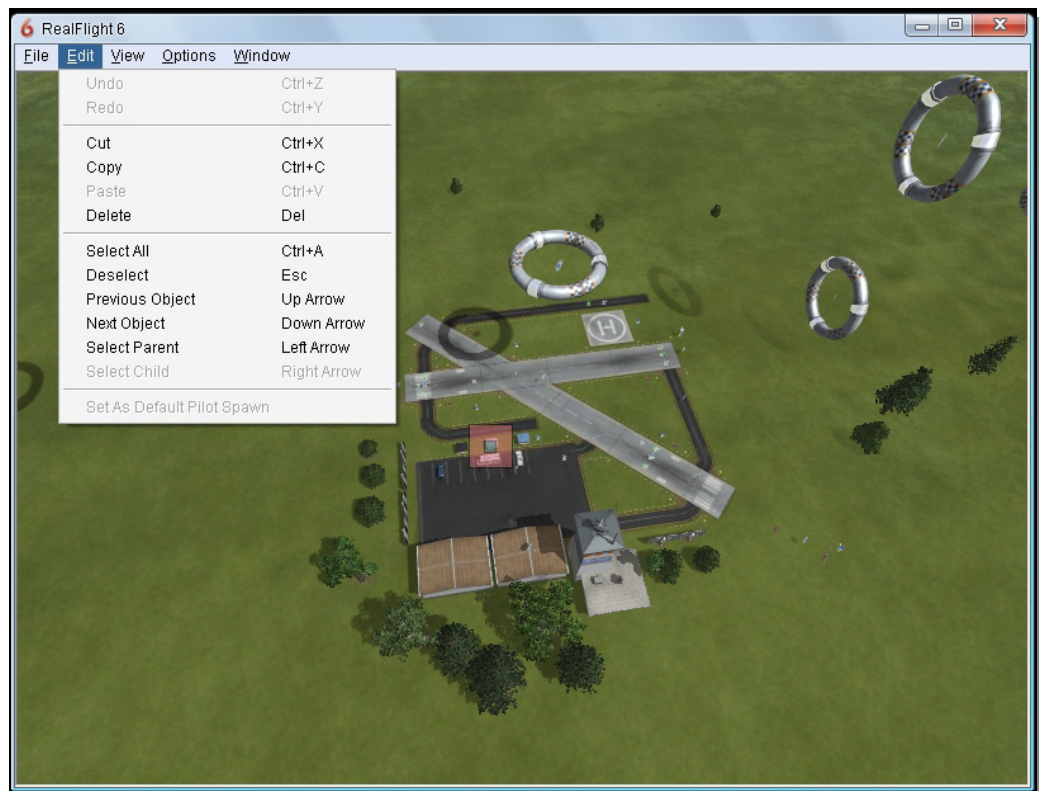 6 RealFlight 6
File Edit View Options Window
Undo Ctrl+Z
Redo Ctrl+Y
Cut Ctrl+X
Copy Ctrl+C
Paste Ctrl+V
Delete Del
Select All Ctrl+A
Deselect Esc
Previous Object Up Arrow
Next Object Down Arrow
Select Parent Left Arrow
Select Child Right Arrow
Set As Default Pilot Spawn
H